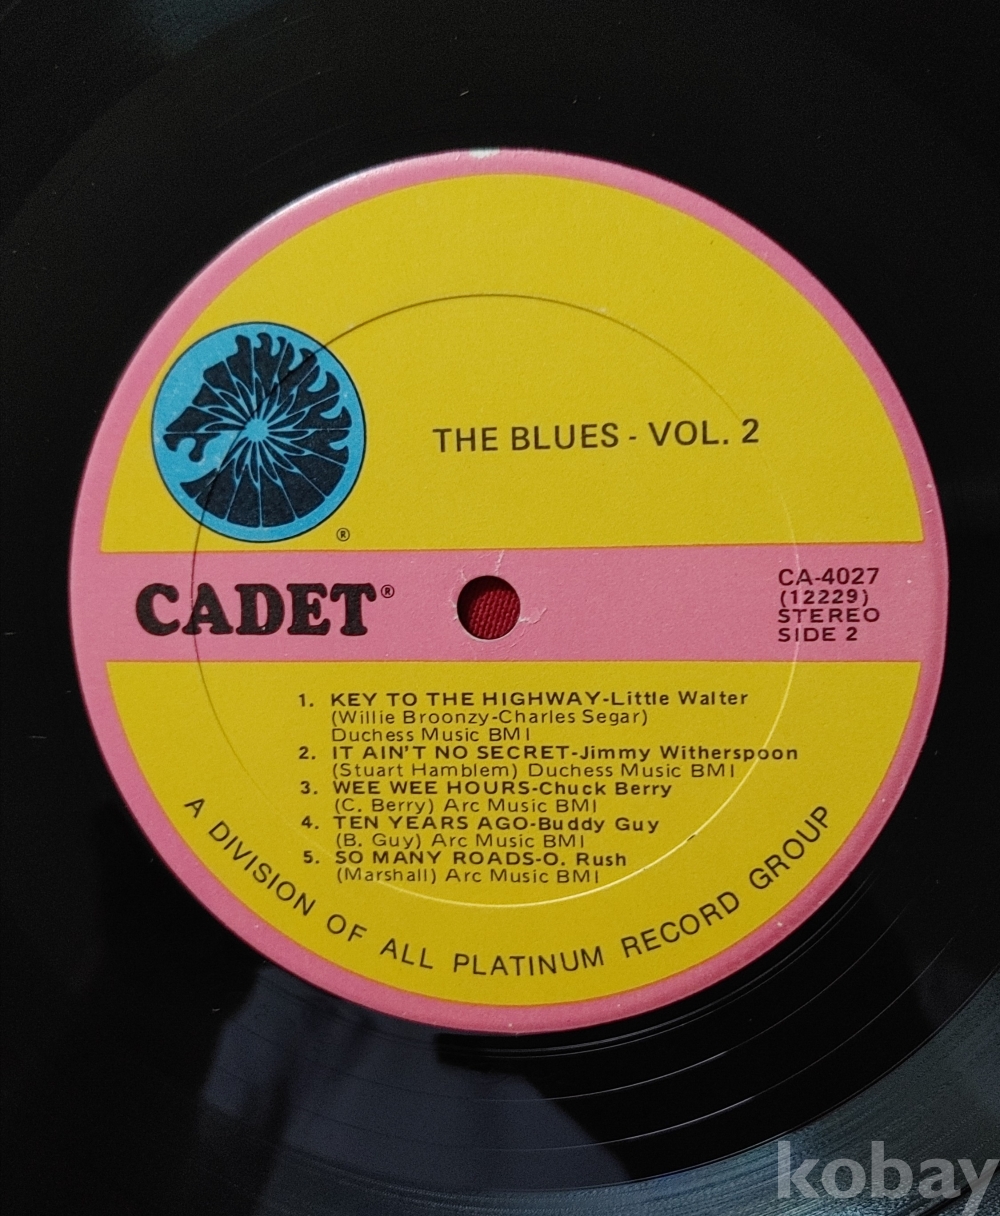 THE BLUES - VOL. 2
®
CADET®
CA-4027
(12229)
STEREO
SIDE 2
1. KEY TO THE HIGHWAY-Little Walter
(Willie Broonzy-Charles Segar)
Duchess Music BMI
2. IT AIN'T NO SECRET-Jimmy Witherspoon
(Stuart Hamblem) Duchess Music BMI
3. WEE WEE HOURS-Chuck Berry
(C. Berry) Arc Music BMI
4. TEN YEARS AGO-Buddy Guy
(B. Guy) Arc Music BMI
5. SO MANY ROADS-O. Rush
(Marshall) Arc Music BMI
A DIVISION OF ALL PLATINUM RECORD GROUP
kobay